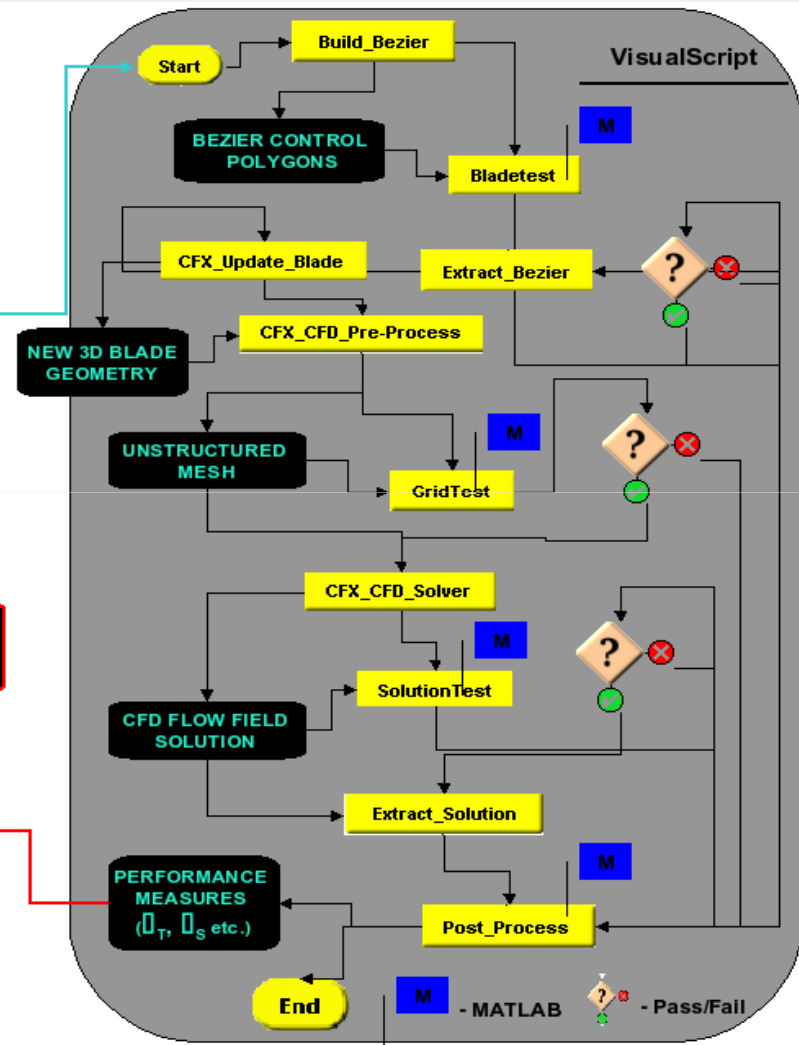 VisualScript
Start
Build_Bezier
M
BEZIER CONTROL
POLYGONS
Bladetest
CFX_Update_Blade
Extract_Bezier
?
CFX_CFD_Pre-Process
NEW 3D BLADE
GEOMETRY
M
?
UNSTRUCTURED
MESH
GridTest
CFX_CFD_Solver
M
?
SolutionTest
CFD FLOW FIELD
SOLUTION
Extract_Solution
M
PERFORMANCE
MEASURES
(▯T, ▯S etc.)
Post_Process
End
M - MATLAB
? - Pass/Fail